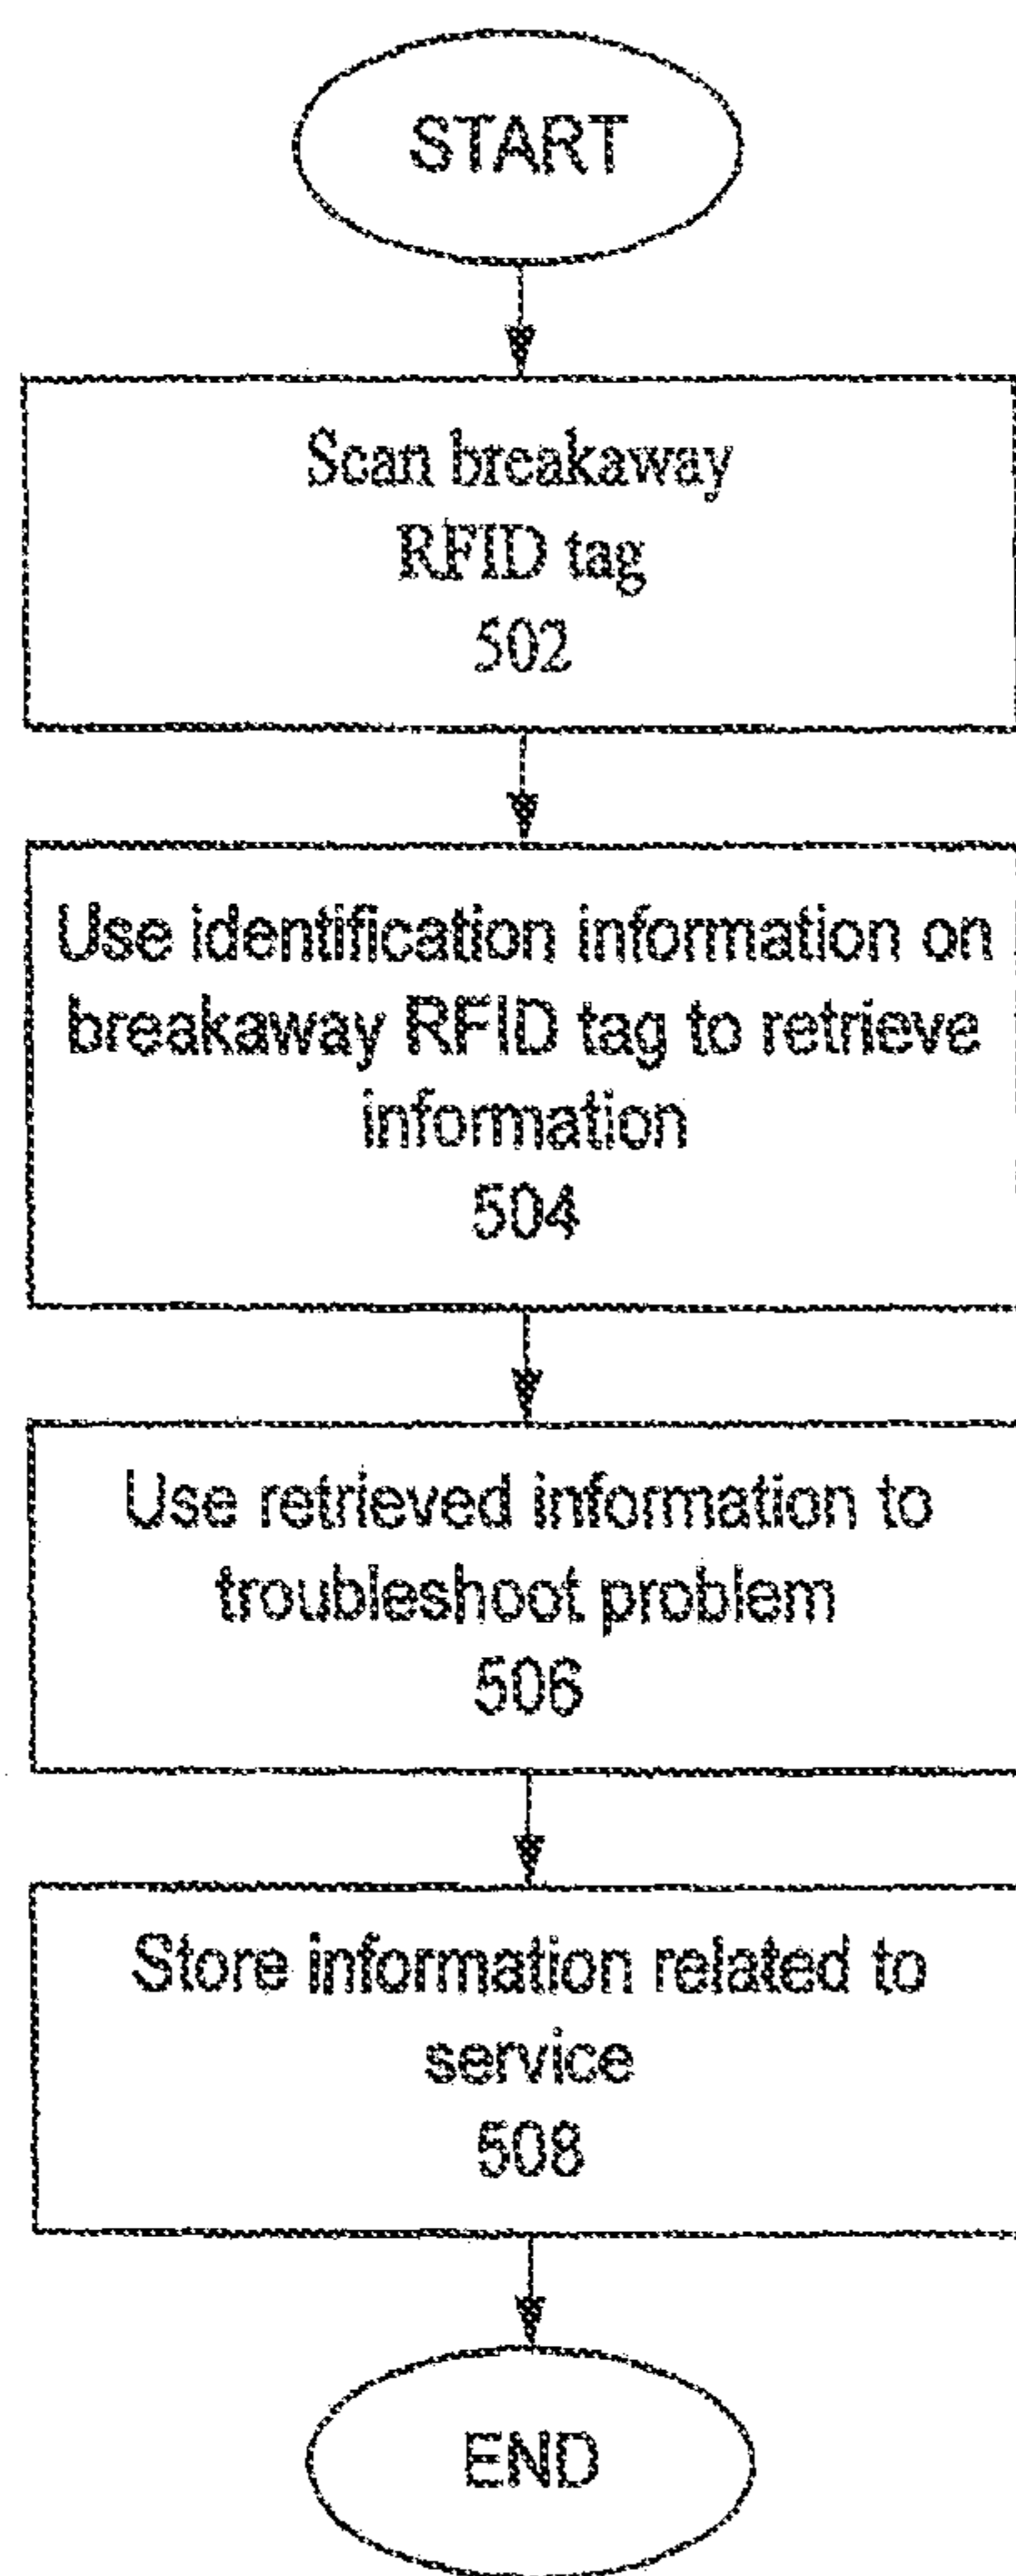 START
Scan breakaway
RFID tag
502
Use identification information on
breakaway RFID tag to retrieve
information
504
Use retrieved information to
troubleshoot problem
506
Store information related to
service
508
END